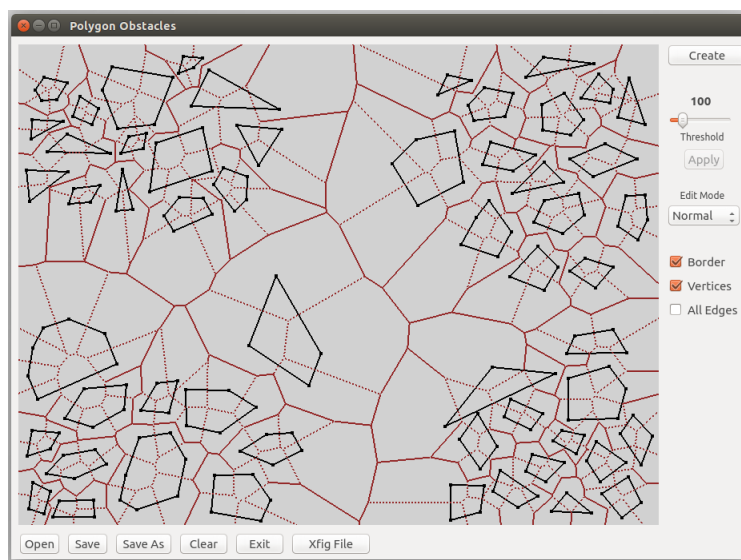 Polygon Obstacles
Create
100
Threshold
Apply
Edit Mode
Normal
Border
Vertices
All Edges
Open Save Save As Clear Exit Xfig File